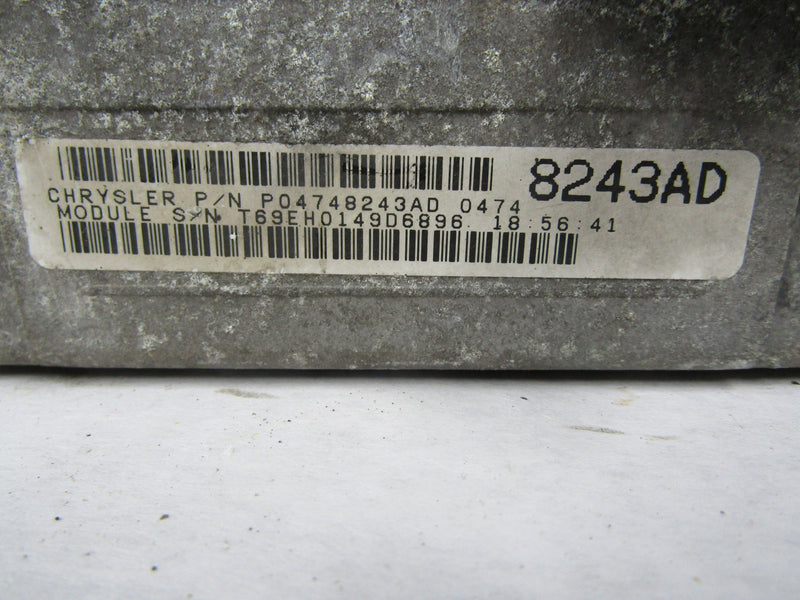 8243AD
CHRYSLER P/N P04748243AD 0474
MODULE S/N T69EH0149D6896 18:56:41